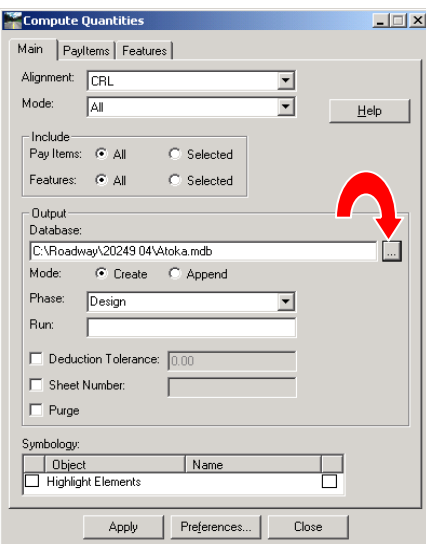 Compute Quantities
Main PayItems Features
Alignment: CRL
Mode: All
Help
Include
Pay Items: All Selected
Features: All Selected
Output
Database:
C:\Roadway\20249 04\Atoka.mdb ...
Mode: Create Append
Phase: Design
Run:
Deduction Tolerance: 0.00
Sheet Number:
Purge
Symbology:
Object Name
Highlight Elements
Apply Preferences... Close